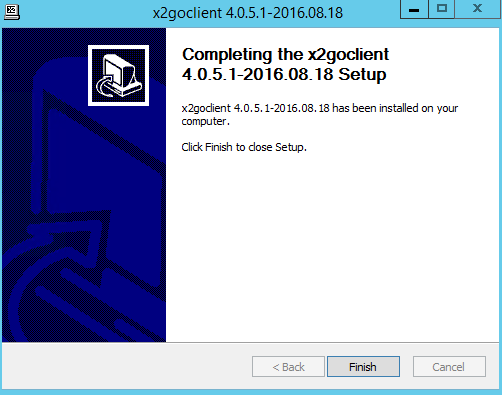 x2goclient 4.0.5.1-2016.08.18
Completing the x2goclient
4.0.5.1-2016.08.18 Setup
x2goclient 4.0.5.1-2016.08.18 has been installed on your
computer.
Click Finish to close Setup.
< Back
Finish
Cancel